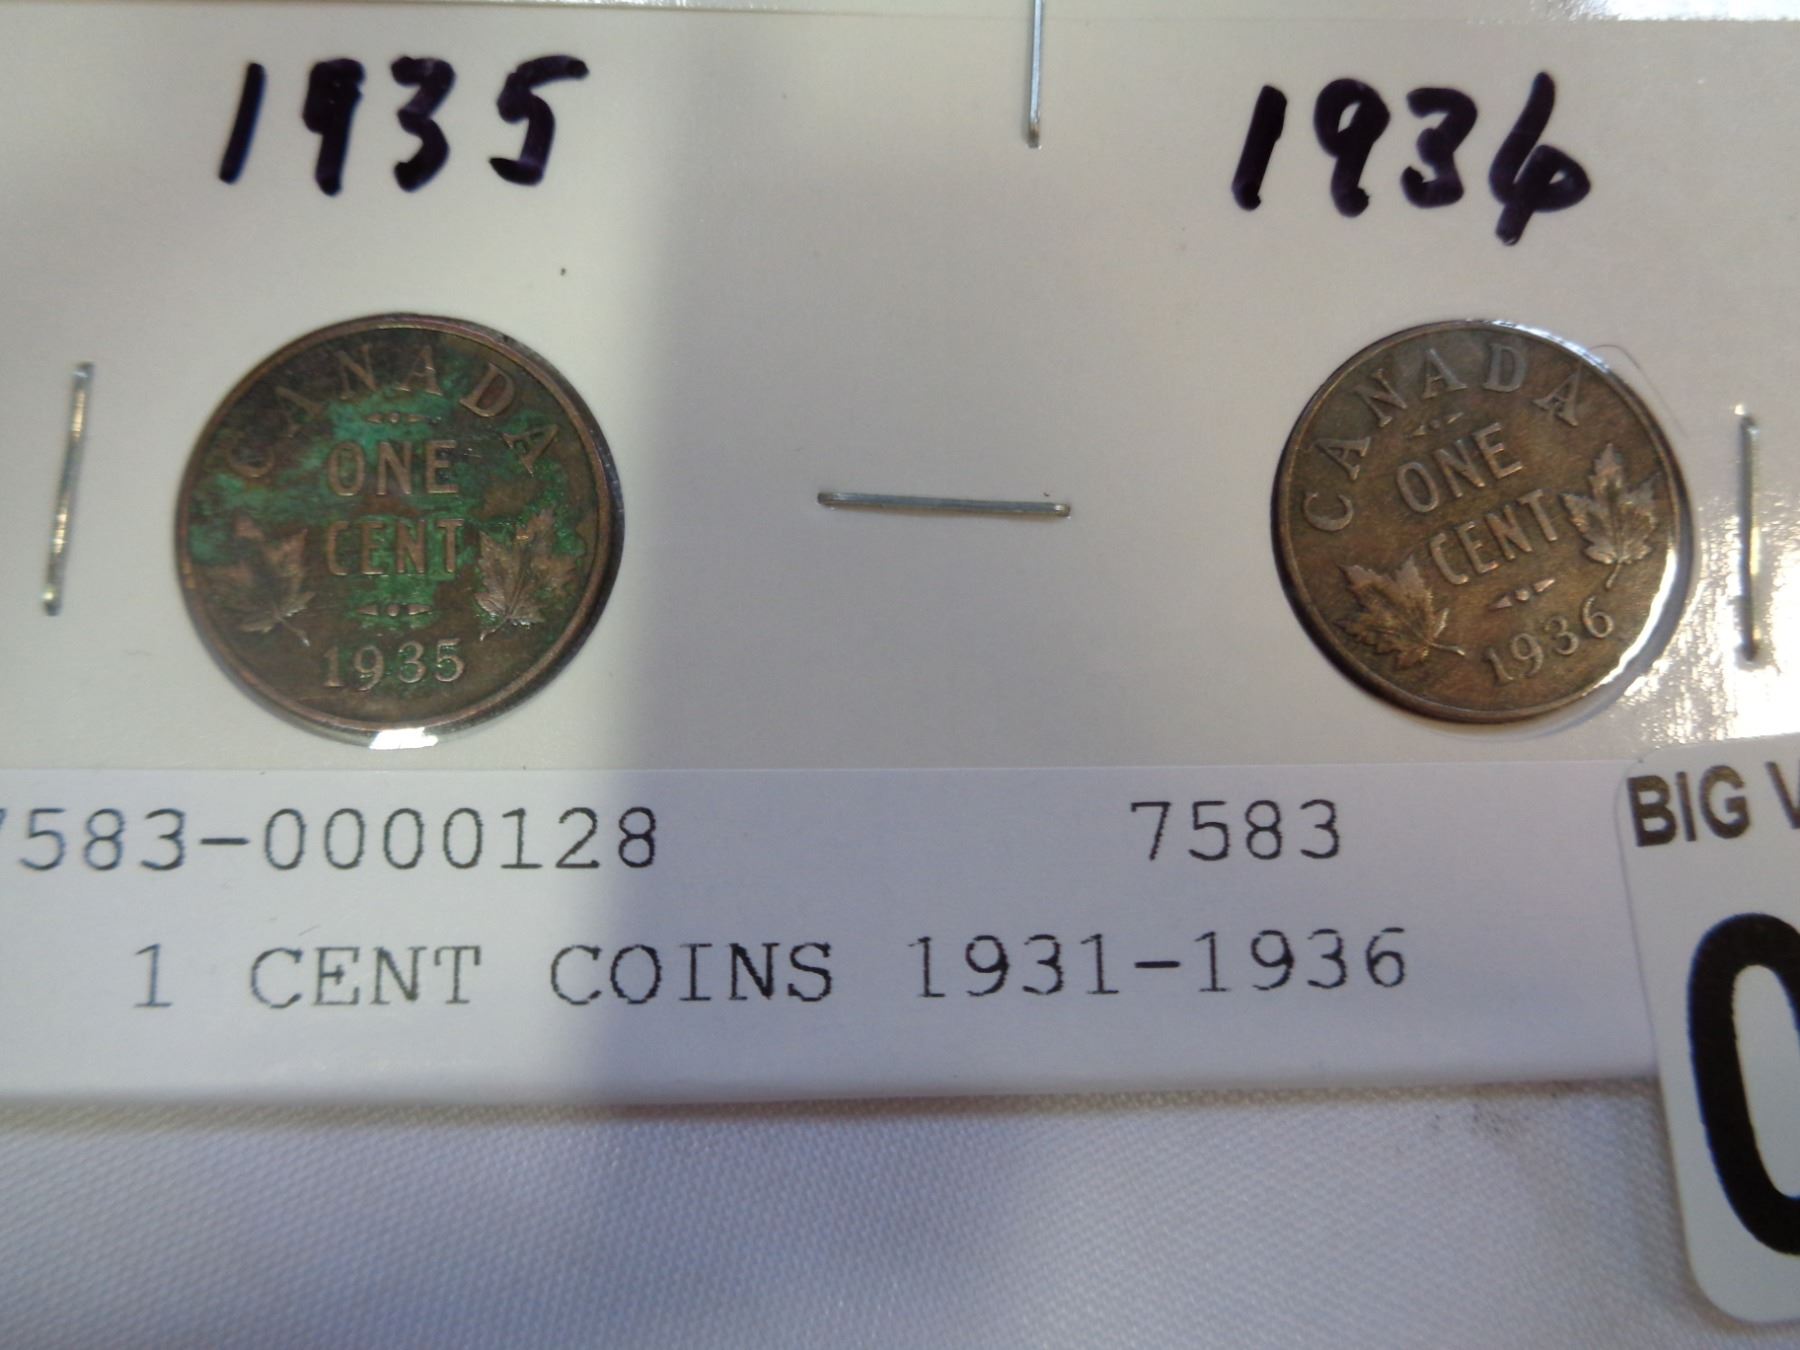 1935
1936
CANADA
ONE
CENT
1935
CANADA
ONE
CENT
1936
7583-0000128 7583
1 CENT COINS 1931-1936
BIG
0